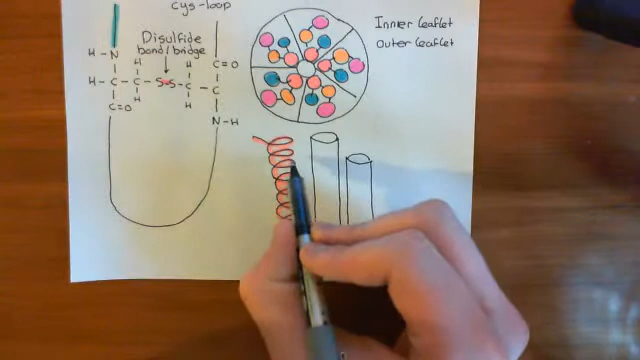 cys-loop
Disulfide
bond/bridge
Inner leaflet
Outer leaflet
H-N
H
H
C=O
H-C-C-S-S-C-C-
H
H
C=O
N-H